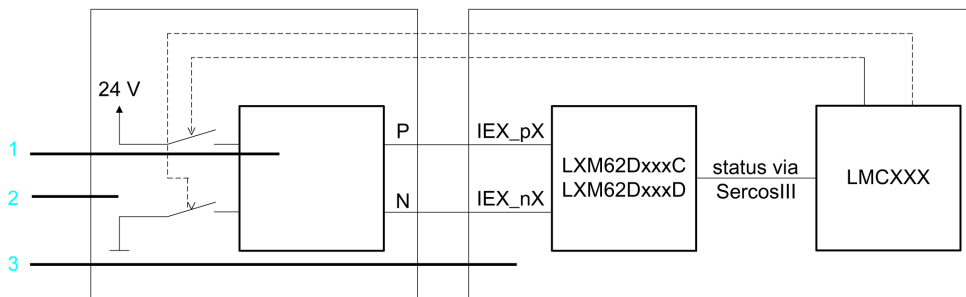 24 V
1
P
IEX_pX
LXM62DxxxC
LXM62DxxxD
status via
SercosIII
LMCXXX
2
N
IEX_nX
3